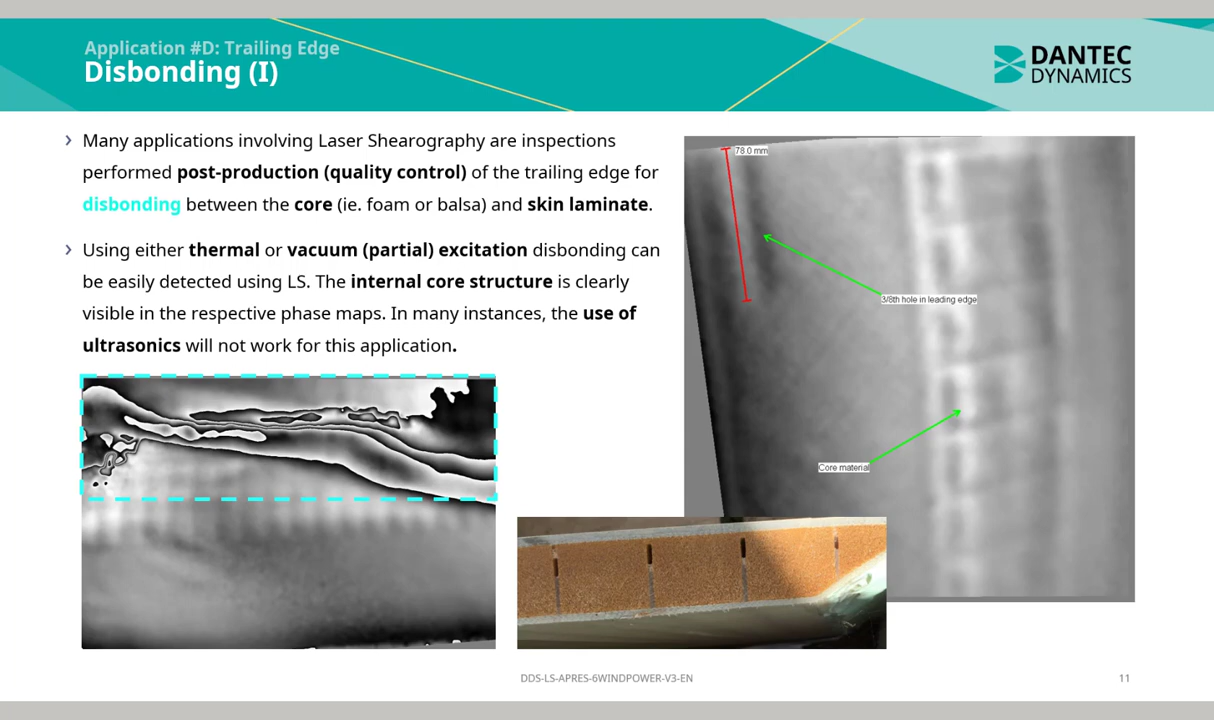 Application #D: Trailing Edge
Disbonding (I)
DANTEC
DYNAMICS
› Many applications involving Laser Shearography are inspections
performed post-production (quality control) of the trailing edge for
disbonding between the core (ie. foam or balsa) and skin laminate.
› Using either thermal or vacuum (partial) excitation disbonding can
be easily detected using LS. The internal core structure is clearly
visible in the respective phase maps. In many instances, the use of
ultrasonics will not work for this application.
78.0 mm
3/8th hole in leading edge
Core material
DDS-LS-APRES-6WINDPOWER-V3-EN
11